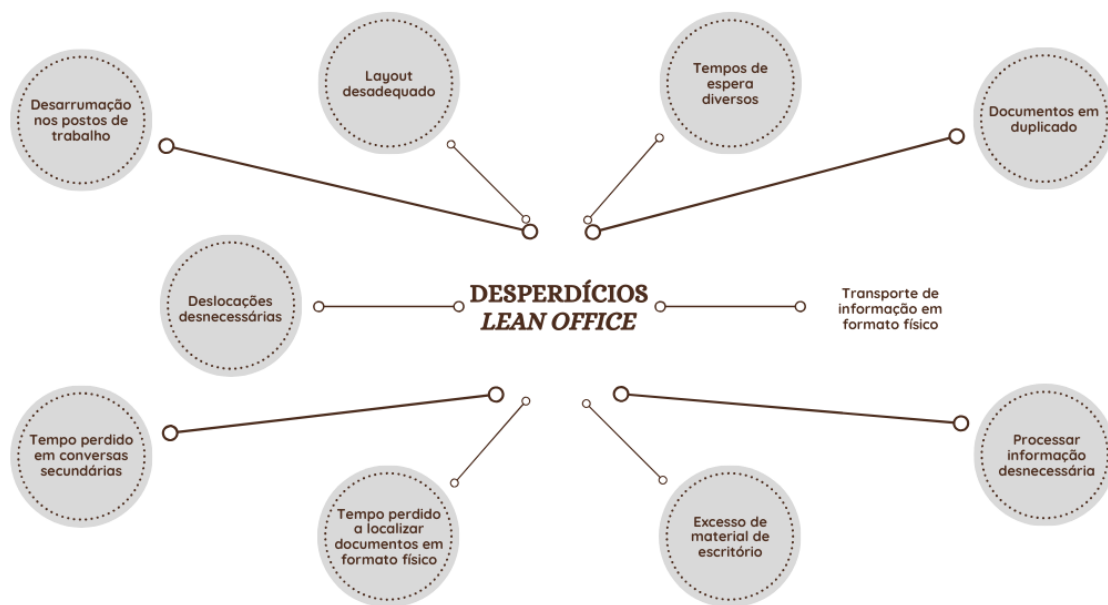 Layout
desadequado
Tempos de
espera
diversos
Desarrumação
nos postos de
trabalho
Documentos em
duplicado
Deslocações
desnecessárias
DESPERDÍCIOS
LEAN OFFICE
Transporte de
informação em
formato físico
Tempo perdido
em conversas
secundárias
Processar
informação
desnecessária
Tempo perdido
a localizar
documentos em
formato físico
Excesso de
material de
escritório